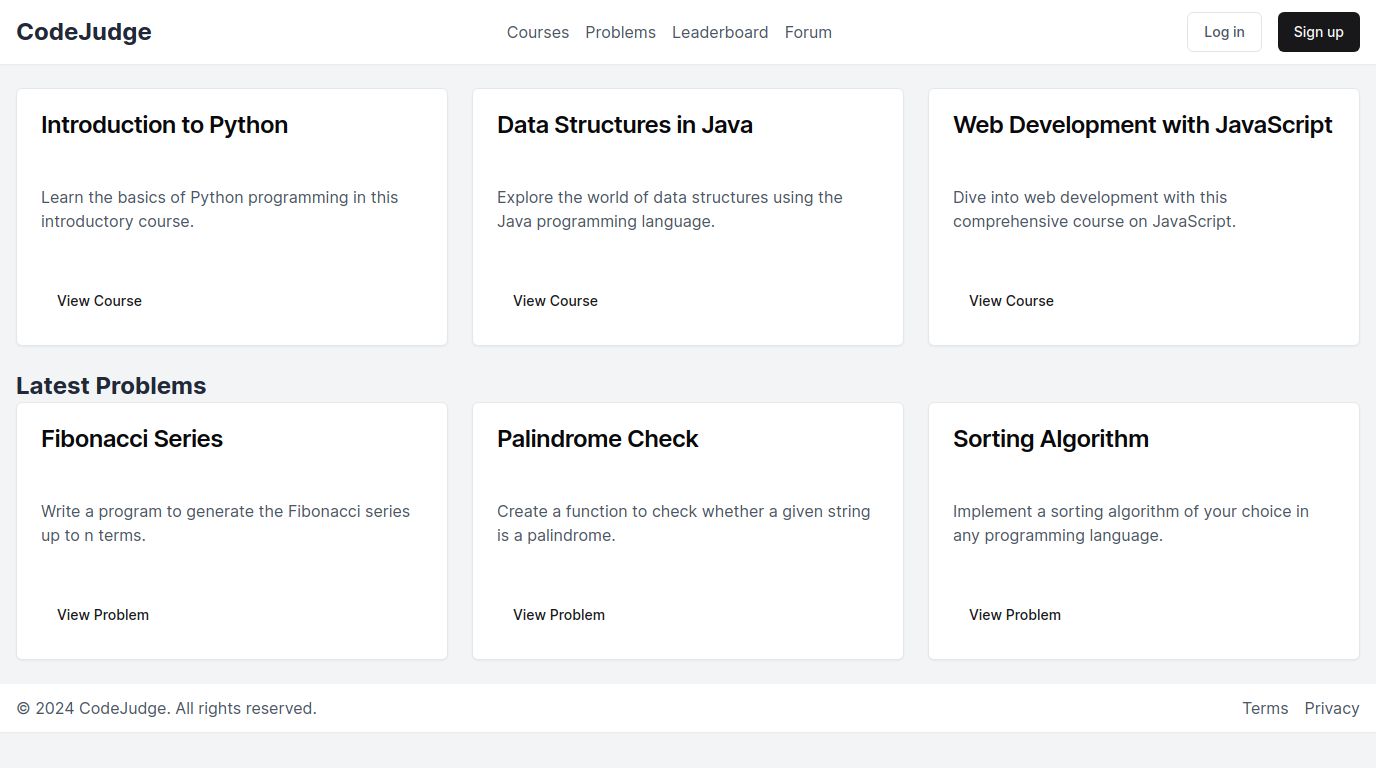 CodeJudge
Courses Problems Leaderboard Forum
Log in
Sign up
Introduction to Python
Learn the basics of Python programming in this
introductory course.
View Course
Data Structures in Java
Explore the world of data structures using the
Java programming language.
View Course
Web Development with JavaScript
Dive into web development with this
comprehensive course on JavaScript.
View Course
Latest Problems
Fibonacci Series
Write a program to generate the Fibonacci series
up to n terms.
View Problem
Palindrome Check
Create a function to check whether a given string
is a palindrome.
View Problem
Sorting Algorithm
Implement a sorting algorithm of your choice in
any programming language.
View Problem
© 2024 CodeJudge. All rights reserved.
Terms Privacy